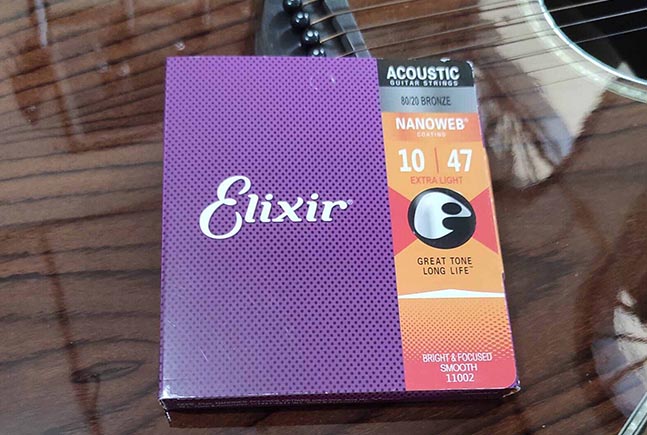 Elixir®
ACOUSTIC
GUITAR STRINGS
80/20 BRONZE
NANOWEB®
COATING
10 | 47
EXTRA LIGHT
GREAT TONE
LONG LIFE™
BRIGHT & FOCUSED
SMOOTH
11002